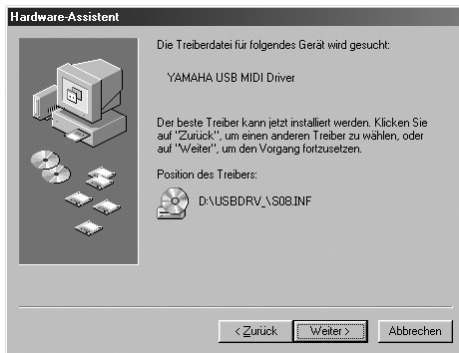 Hardware-Assistent
Die Treiberdatei für folgendes Gerät wird gesucht:
YAMAHA USB MIDI Driver
Der beste Treiber kann jetzt installiert werden. Klicken Sie
auf "Zurück", um einen anderen Treiber zu wählen, oder
auf "Weiter", um den Vorgang fortzusetzen.
Position des Treibers:
D:\USBDRV_\S08.INF
< Zurück
Weiter >
Abbrechen